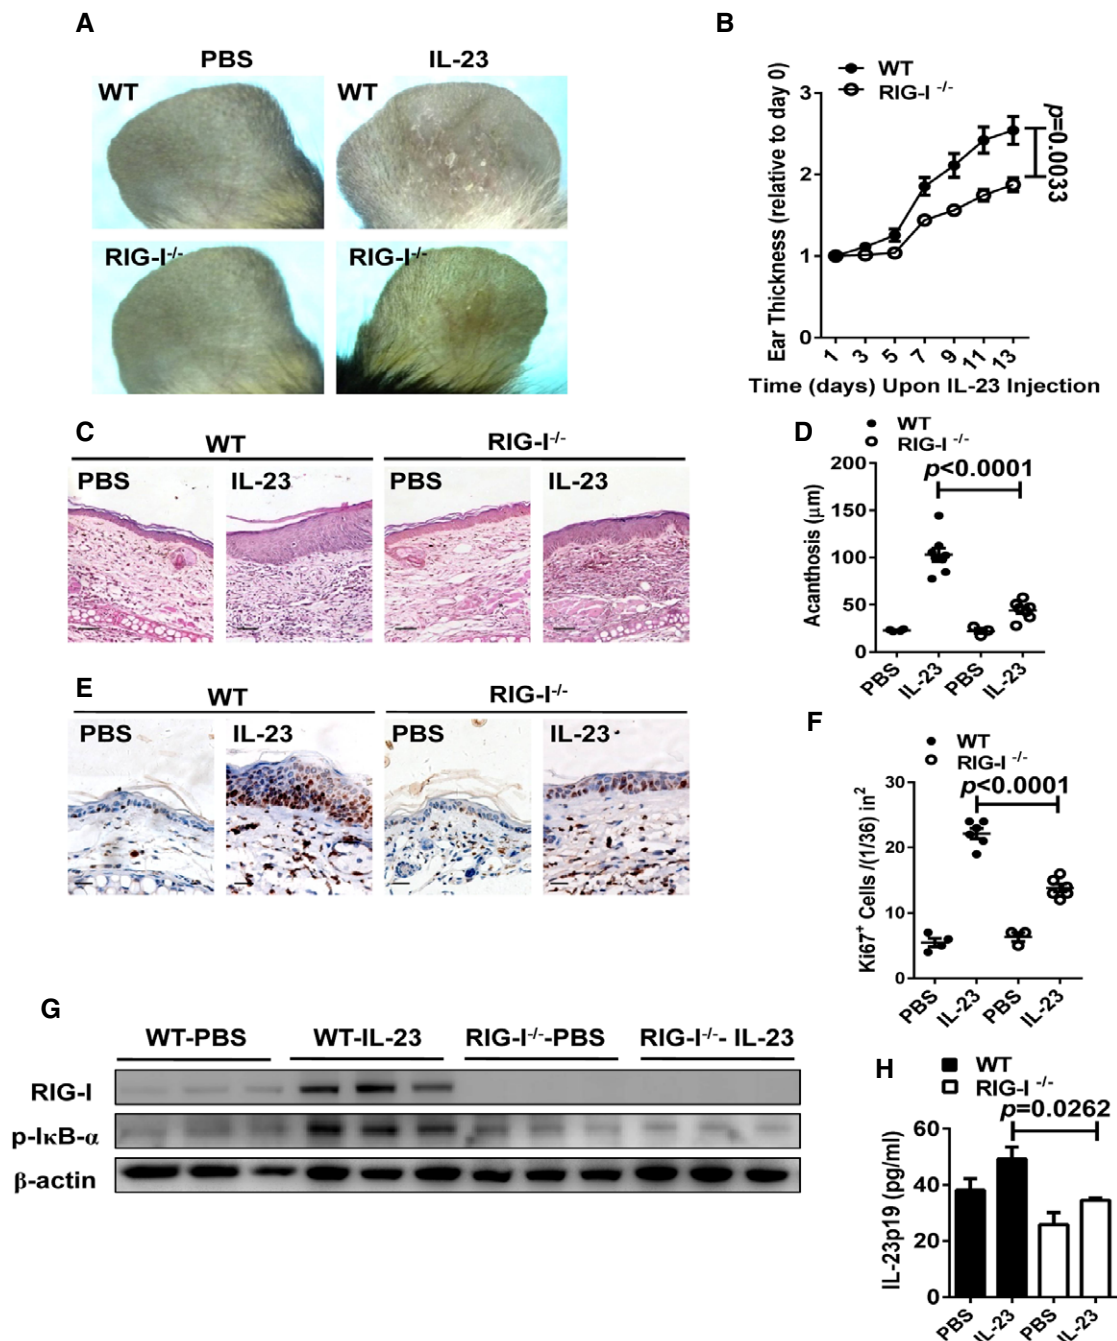 A
PBS
IL-23
WT
WT
RIG-I-/-
RIG-I-/-
B
WT
RIG-I -/-
Ear Thickness (relative to day 0)
3
2
1
0
p=0.0033
1 3 5 7 9 11 13
Time (days) Upon IL-23 Injection
C
WT
RIG-I-/-
PBS
IL-23
PBS
IL-23
D
WT
RIG-I -/-
p<0.0001
Acanthosis (μm)
200
150
100
50
0
PBS
IL-23
PBS
IL-23
E
WT
RIG-I-/-
PBS
IL-23
PBS
IL-23
F
WT
RIG-I -/-
p<0.0001
Ki67+ Cells /(1/36) in2
30
20
10
0
PBS
IL-23
PBS
IL-23
G
WT-PBS
WT-IL-23
RIG-I-/--PBS
RIG-I-/-- IL-23
RIG-I
p-IκB-α
β-actin
H
WT
RIG-I -/-
p=0.0262
IL-23p19 (pg/ml)
60
40
20
0
PBS
IL-23
PBS
IL-23